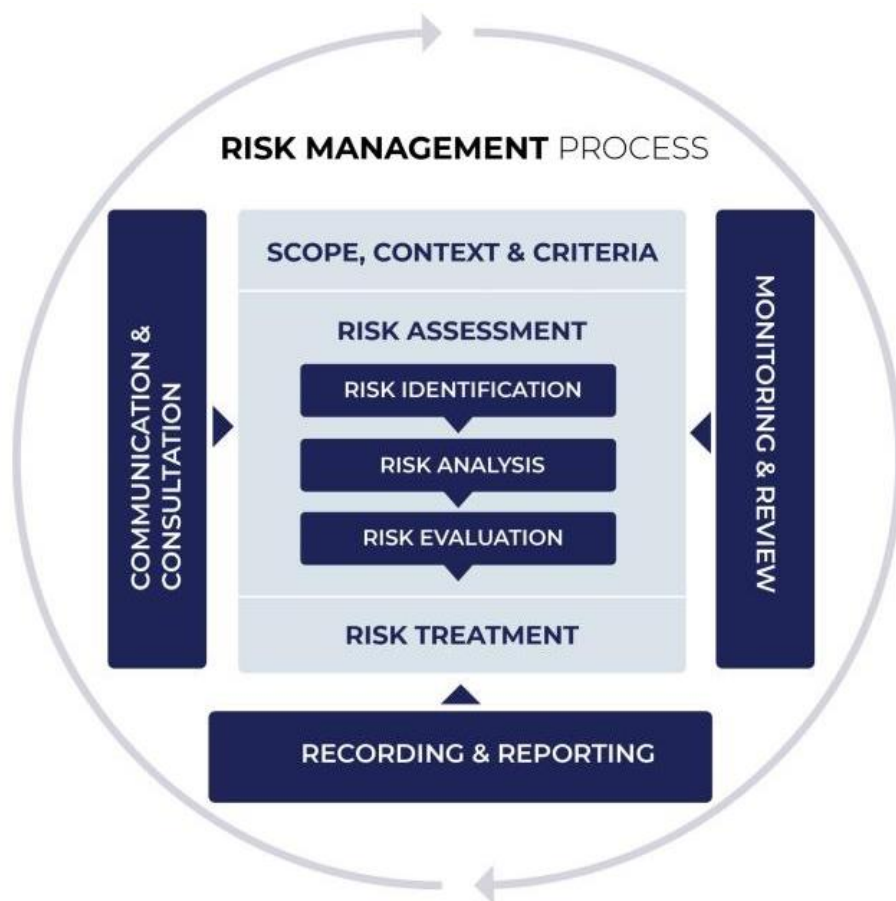 RISK MANAGEMENT PROCESS
SCOPE, CONTEXT & CRITERIA
COMMUNICATION &
CONSULTATION
RISK ASSESSMENT
RISK IDENTIFICATION
RISK ANALYSIS
RISK EVALUATION
RISK TREATMENT
MONITORING & REVIEW
RECORDING & REPORTING